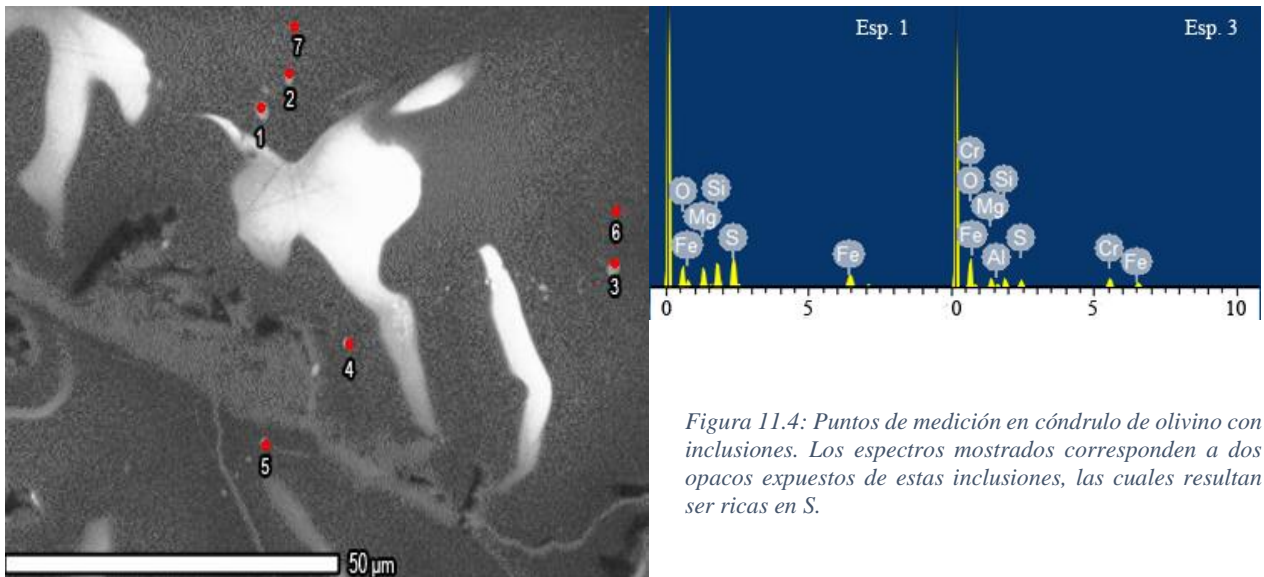 7
2
1
6
3
4
5
50 µm
Esp. 1
Esp. 3
O
Si
Mg
Fe
S
Fe
Cr
O
Si
Mg
Fe
Al
S
Cr
Fe
0 5 0 5 10
Figura 11.4: Puntos de medición en cóndrulo de olivino con
inclusiones. Los espectros mostrados corresponden a dos
opacos expuestos de estas inclusiones, las cuales resultan
ser ricas en S.